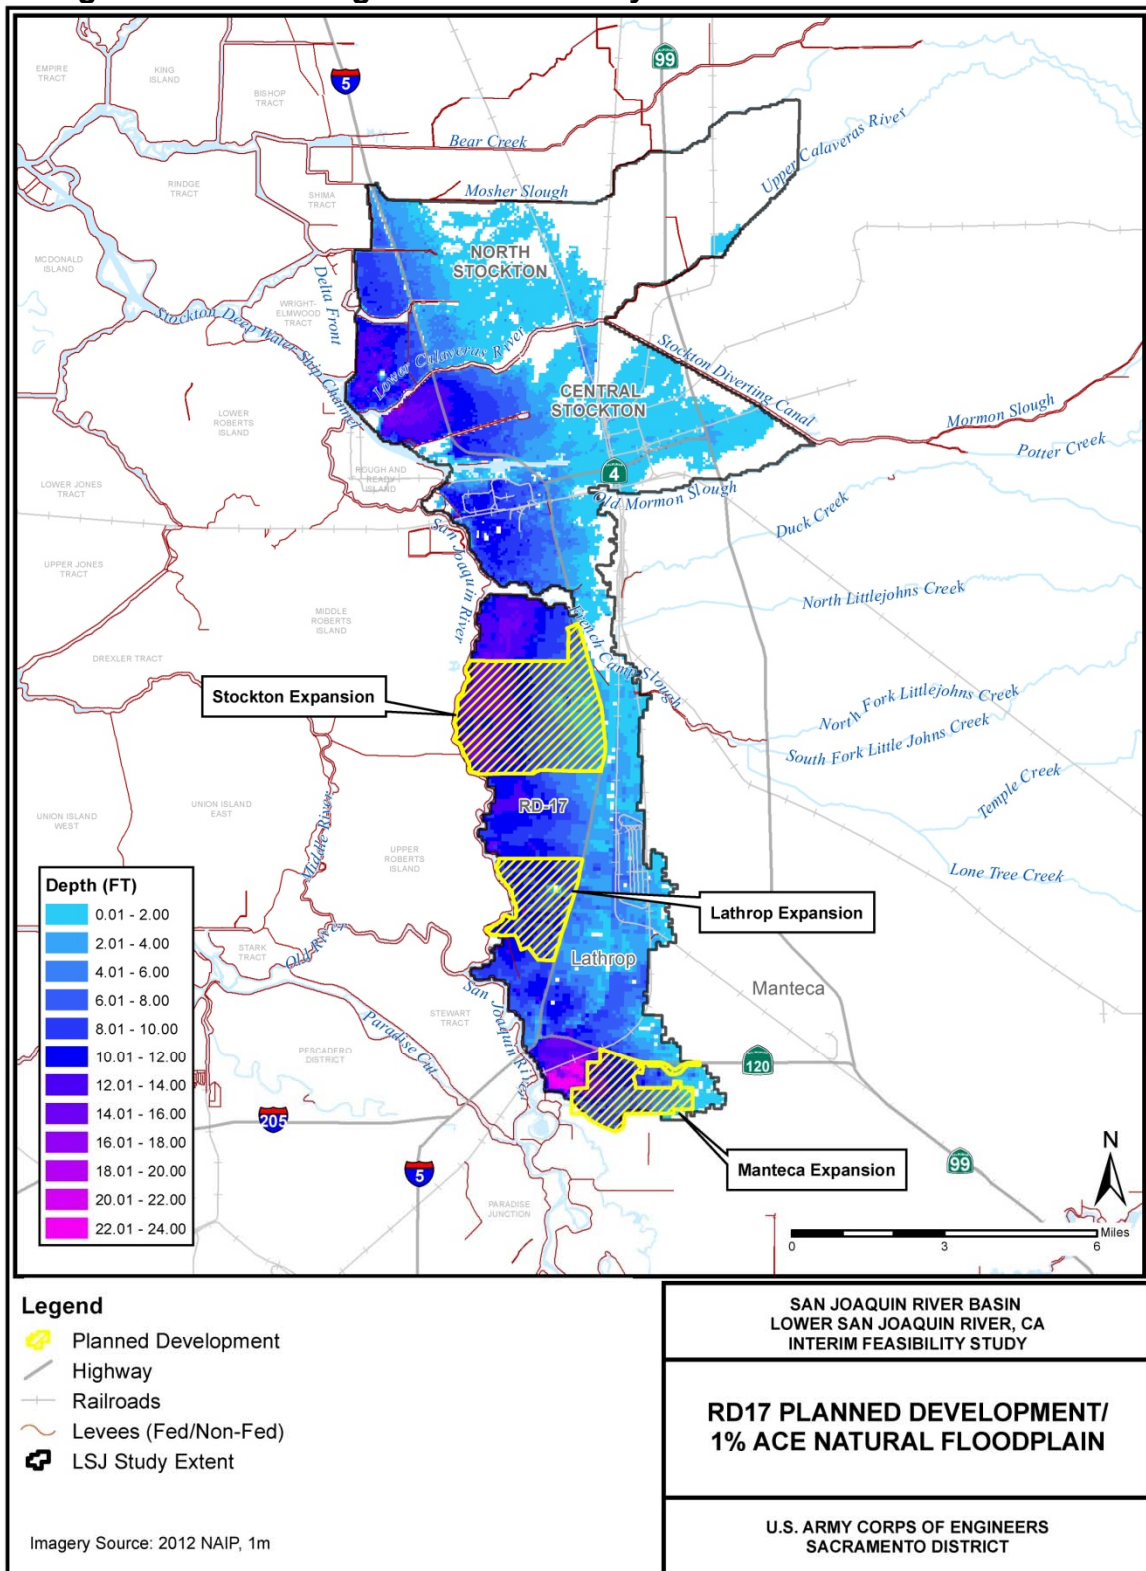 EMPIRE
TRACT
KING
ISLAND
BISHOP
TRACT
5
99
Bear Creek
Upper Calaveras River
RINDGE
TRACT
SHIMA
TRACT
Mosher Slough
NORTH
STOCKTON
MCDONALD
ISLAND
Delta Front
WRIGHT-
ELMWOOD
TRACT
Stockton Deep Water Ship Channel
Lower Calaveras River
Stockton Diverting Canal
CENTRAL
STOCKTON
LOWER
ROBERTS
ISLAND
Mormon Slough
Potter Creek
ROUGH AND
READY
ISLAND
4
LOWER JONES
TRACT
Old Mormon Slough
Duck Creek
San Joaquin River
UPPER JONES
TRACT
MIDDLE
ROBERTS
ISLAND
North Littlejohns Creek
French Camp Slough
DREXLER TRACT
Stockton Expansion
North Fork Littlejohns Creek
South Fork Little Johns Creek
Temple Creek
RD-17
UNION ISLAND
WEST
UNION ISLAND
EAST
Middle River
UPPER
ROBERTS
ISLAND
Lone Tree Creek
Lathrop Expansion
STARK
TRACT
Old River
Lathrop
Manteca
San Joaquin River
STEWART
TRACT
Paradise Cut
PESCADERO
DISTRICT
120
205
5
Manteca Expansion
99
PARADISE
JUNCTION
N
Miles
0
3
6
Depth (FT)
0.01 - 2.00
2.01 - 4.00
4.01 - 6.00
6.01 - 8.00
8.01 - 10.00
10.01 - 12.00
12.01 - 14.00
14.01 - 16.00
16.01 - 18.00
18.01 - 20.00
20.01 - 22.00
22.01 - 24.00
Legend
Planned Development
Highway
Railroads
Levees (Fed/Non-Fed)
LSJ Study Extent
Imagery Source: 2012 NAIP, 1m
SAN JOAQUIN RIVER BASIN
LOWER SAN JOAQUIN RIVER, CA
INTERIM FEASIBILITY STUDY
RD17 PLANNED DEVELOPMENT/
1% ACE NATURAL FLOODPLAIN
U.S. ARMY CORPS OF ENGINEERS
SACRAMENTO DISTRICT